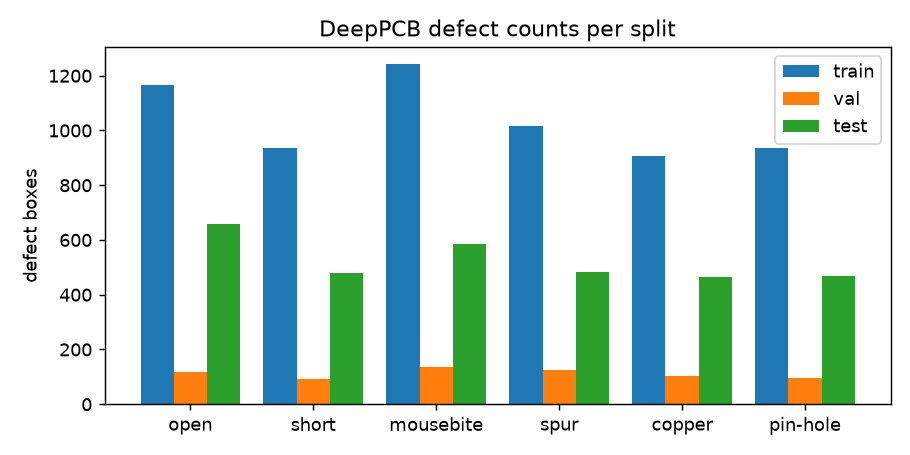 DeepPCB defect counts per split
train
val
test
defect boxes
1200
1000
800
600
400
200
0
open short mousebite spur copper pin-hole